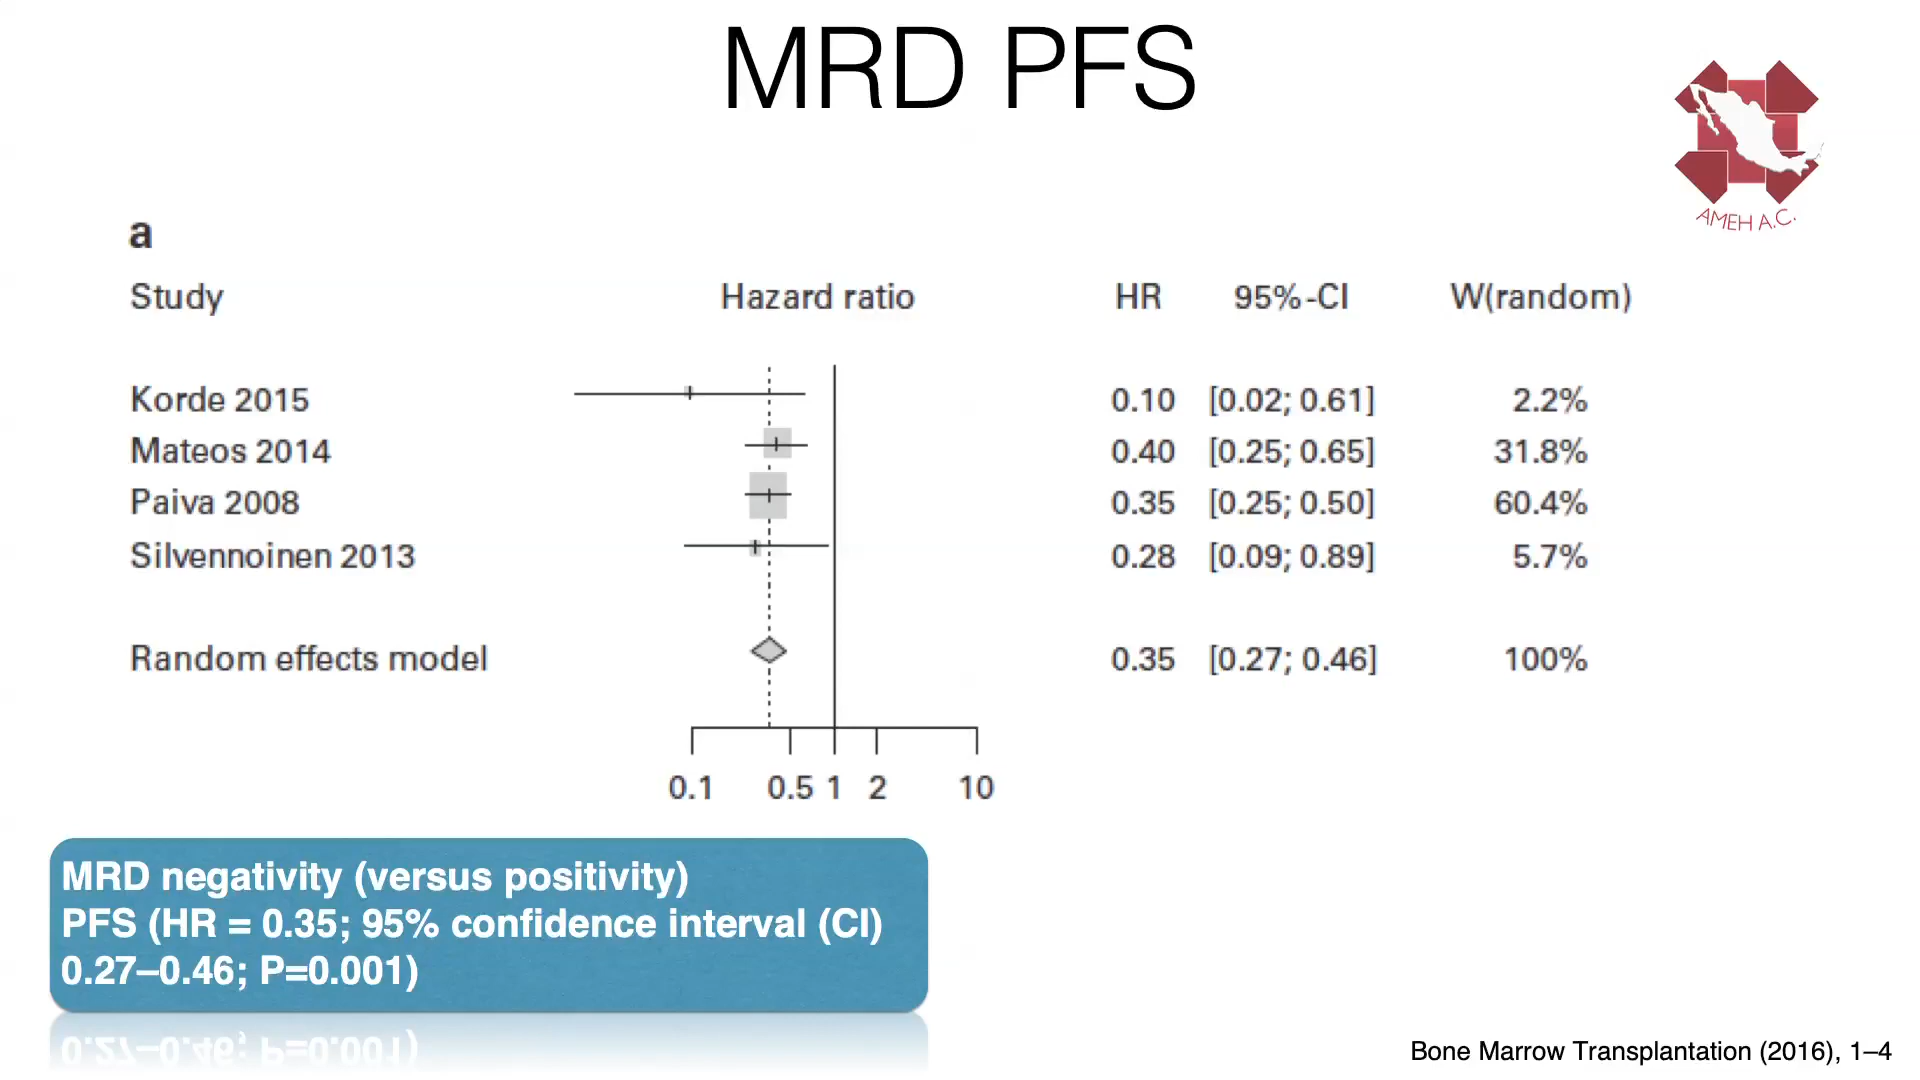 MRD PFS
AMEH A.C.
a
Study Hazard ratio HR 95%-CI W(random)
Korde 2015 0.10 [0.02; 0.61] 2.2%
Mateos 2014 0.40 [0.25; 0.65] 31.8%
Paiva 2008 0.35 [0.25; 0.50] 60.4%
Silvennoinen 2013 0.28 [0.09; 0.89] 5.7%
Random effects model 0.35 [0.27; 0.46] 100%
0.1 0.5 1 2 10
MRD negativity (versus positivity)
PFS (HR = 0.35; 95% confidence interval (CI)
0.27–0.46; P=0.001)
Bone Marrow Transplantation (2016), 1–4